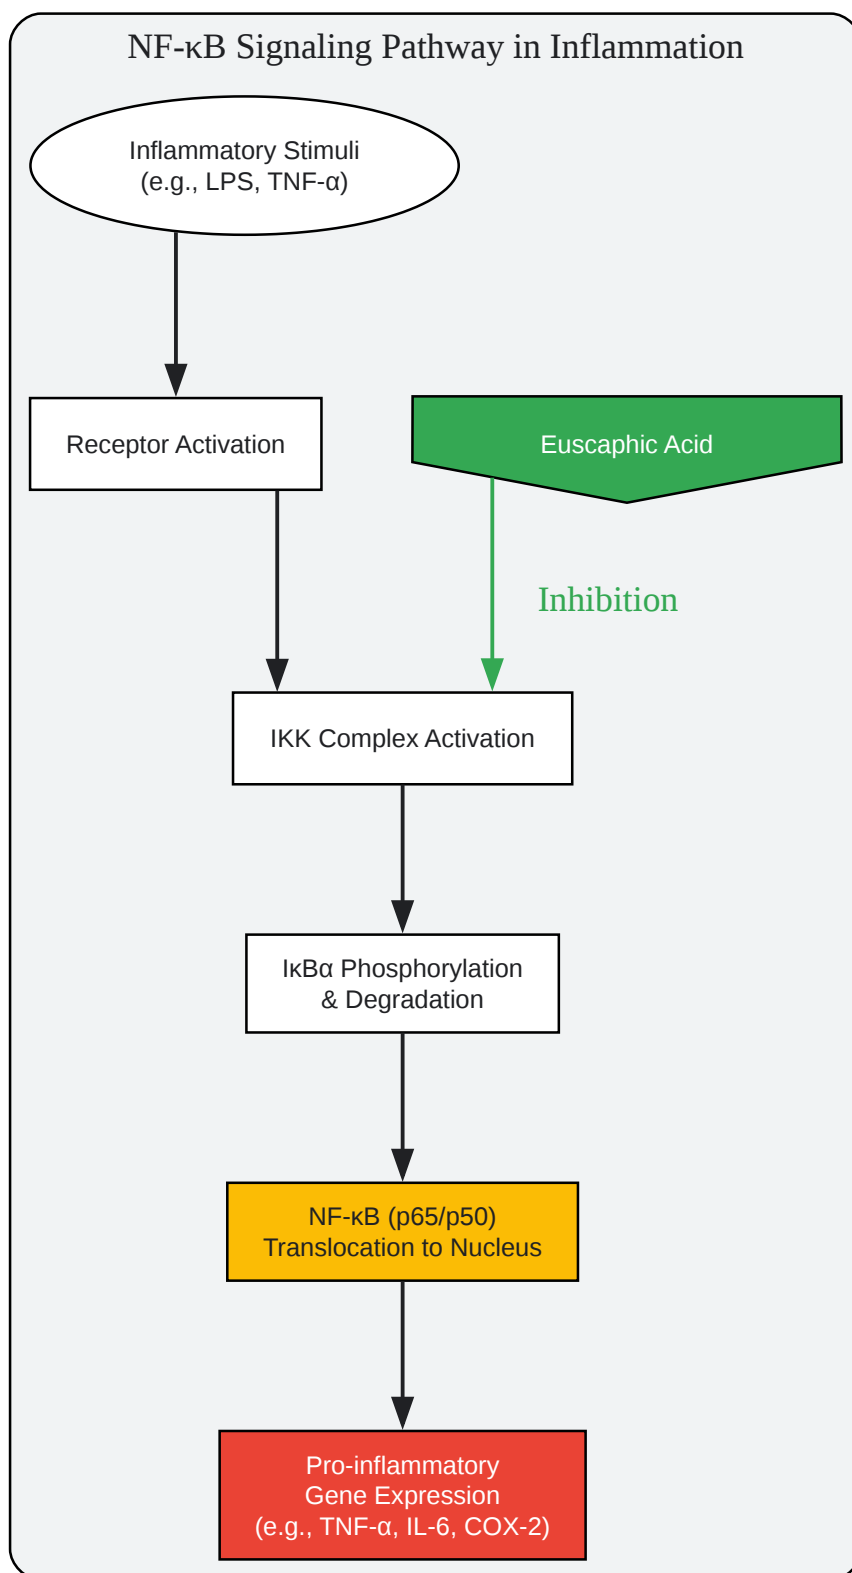 NF-κB Signaling Pathway in Inflammation
Inflammatory Stimuli
(e.g., LPS, TNF-α)
Receptor Activation
Euscaphic Acid
Inhibition
IKK Complex Activation
IκBα Phosphorylation
& Degradation
NF-κB (p65/p50)
Translocation to Nucleus
Pro-inflammatory
Gene Expression
(e.g., TNF-α, IL-6, COX-2)